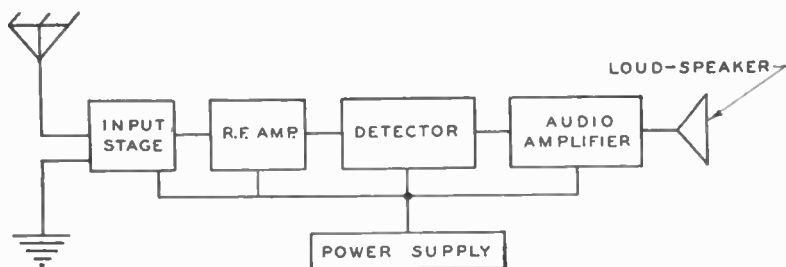 LOUD-SPEAKER
INPUT
STAGE
R.F. AMP.
DETECTOR
AUDIO
AMPLIFIER
POWER SUPPLY